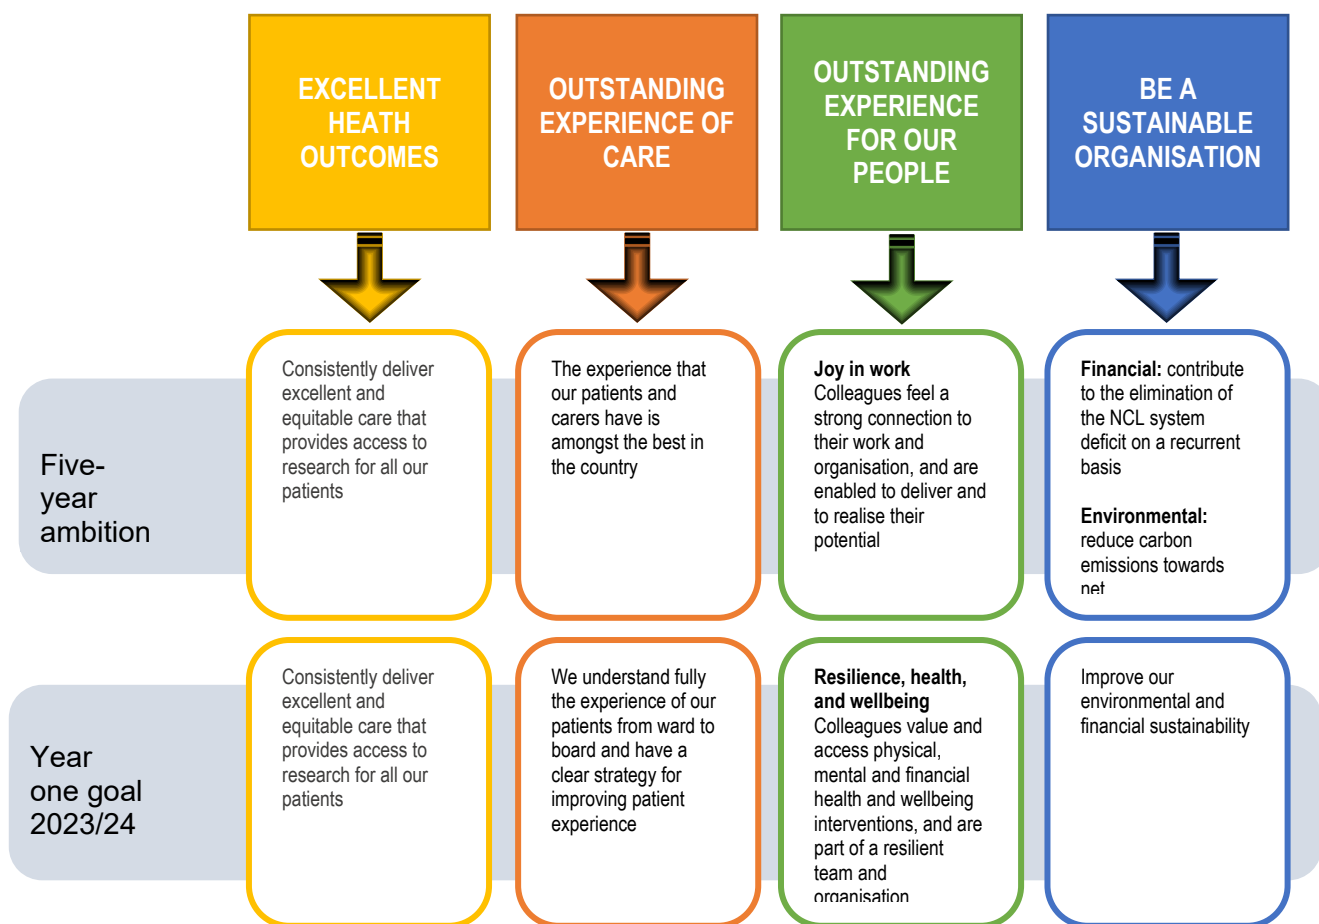 EXCELLENT
HEATH
OUTCOMES
OUTSTANDING
EXPERIENCE OF
CARE
OUTSTANDING
EXPERIENCE
FOR OUR
PEOPLE
BE A
SUSTAINABLE
ORGANISATION
Five-
year
ambition
Consistently deliver
excellent and
equitable care that
provides access to
research for all our
patients
The experience that
our patients and
carers have is
amongst the best in
the country
Joy in work
Colleagues feel a
strong connection to
their work and
organisation, and are
enabled to deliver and
to realise their
potential
Financial: contribute
to the elimination of
the NCL system
deficit on a recurrent
basis
Environmental:
reduce carbon
emissions towards
net
Year
one goal
2023/24
Consistently deliver
excellent and
equitable care that
provides access to
research for all our
patients
We understand fully
the experience of our
patients from ward to
board and have a
clear strategy for
improving patient
experience
Resilience, health,
and wellbeing
Colleagues value and
access physical,
mental and financial
health and wellbeing
interventions, and are
part of a resilient
team and
organisation
Improve our
environmental and
financial sustainability